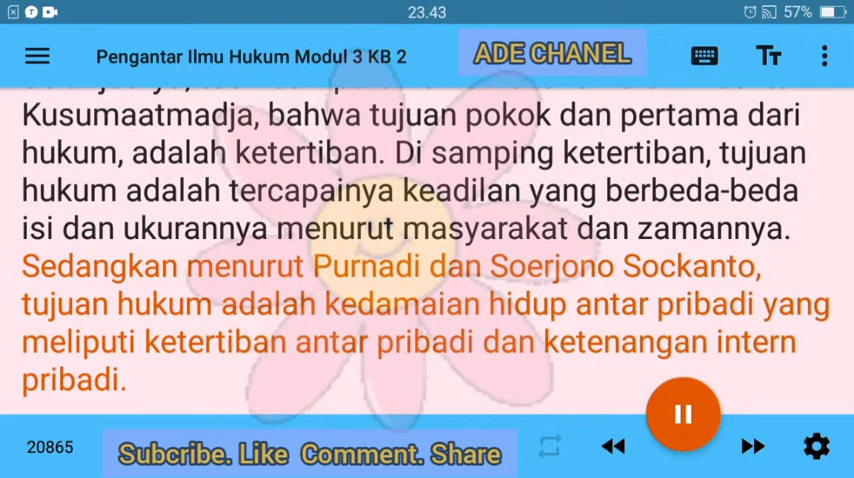 23.43
57%
Pengantar Ilmu Hukum Modul 3 KB 2
ADE CHANEL
Kusumaatmadja, bahwa tujuan pokok dan pertama dari
hukum, adalah ketertiban. Di samping ketertiban, tujuan
hukum adalah tercapainya keadilan yang berbeda-beda
isi dan ukurannya menurut masyarakat dan zamannya.
Sedangkan menurut Purnadi dan Soerjono Sockanto,
tujuan hukum adalah kedamaian hidup antar pribadi yang
meliputi ketertiban antar pribadi dan ketenangan intern
pribadi.
20865
Subcribe. Like Comment. Share